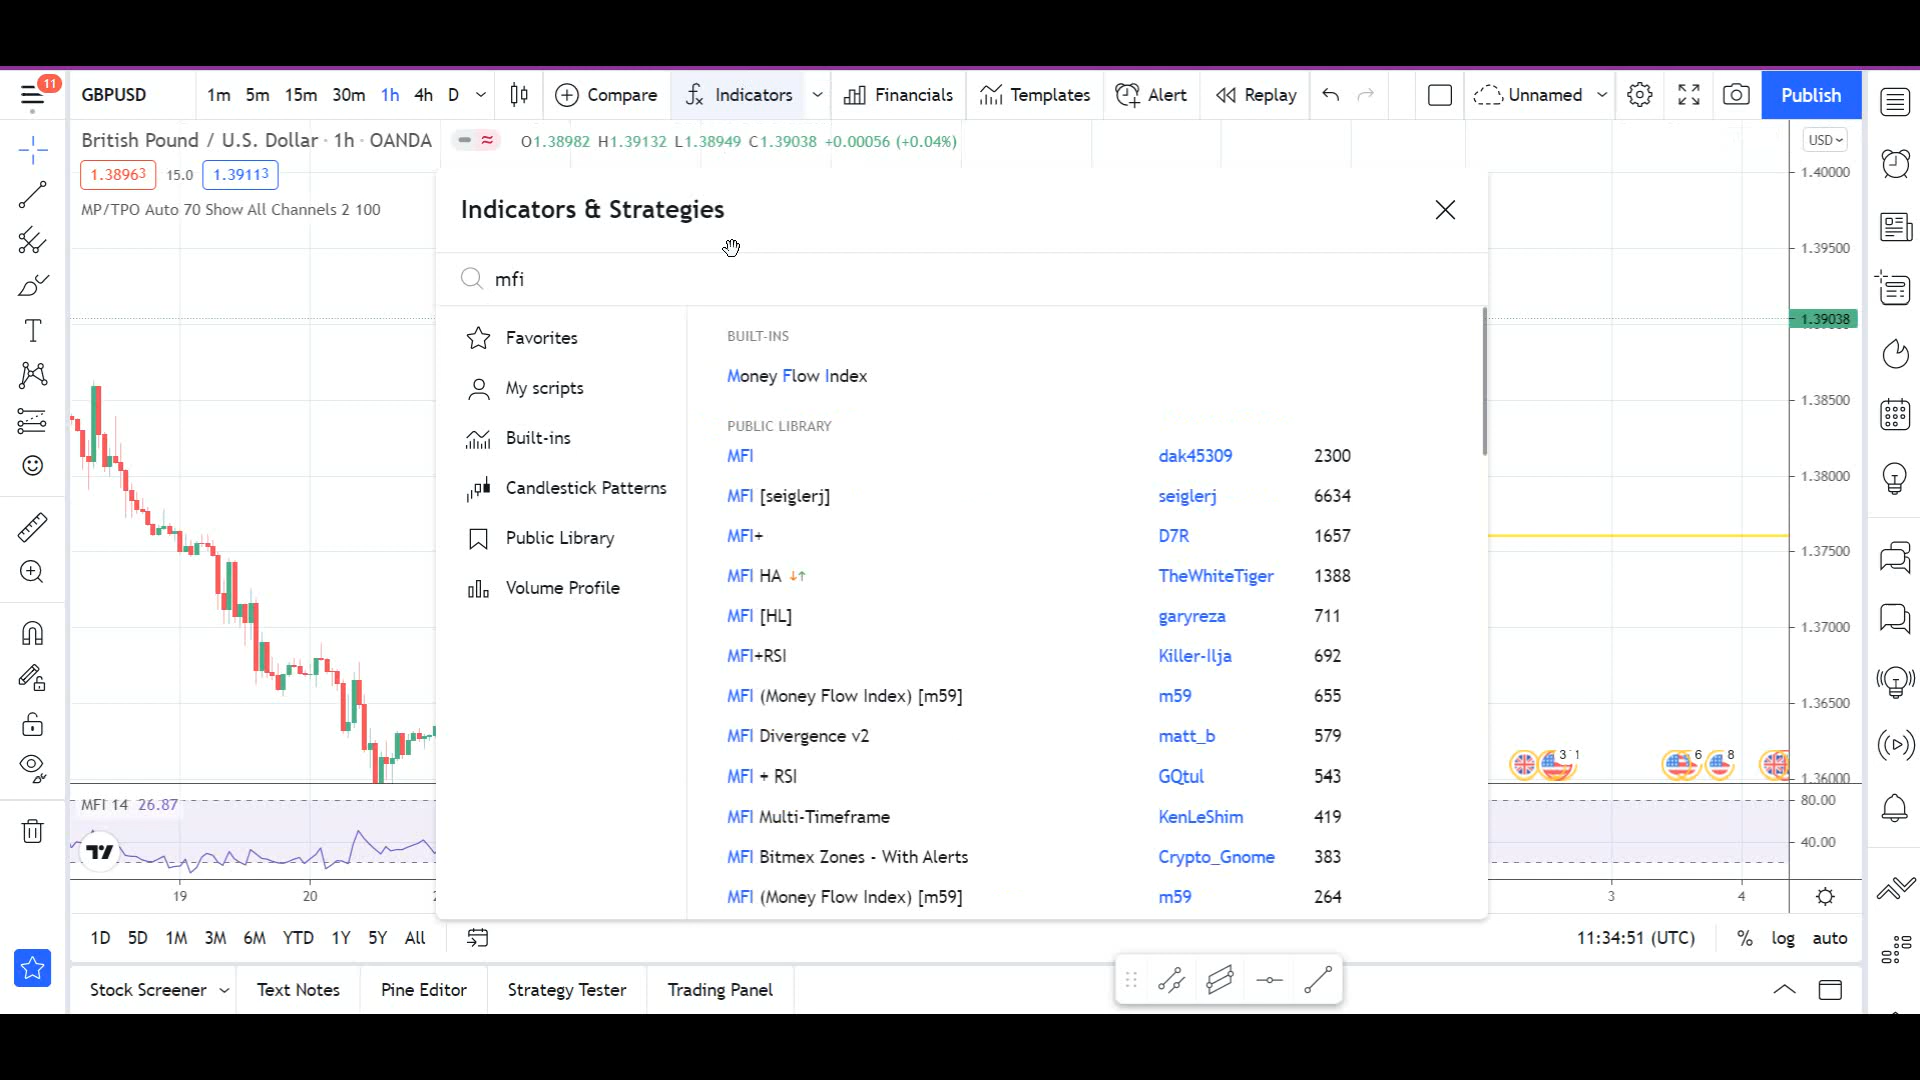 11
GBPUSD 1m 5m 15m 30m 1h 4h D Compare Indicators Financials Templates Alert Replay Unnamed Publish
British Pound / U.S. Dollar · 1h · OANDA O1.38982 H1.39132 L1.38949 C1.39038 +0.00056 (+0.04%) USD
1.38963 15.0 1.39113 1.40000
MP/TPO Auto 70 Show All Channels 2 100
Indicators & Strategies
1.39500
mfi
1.39038
Favorites
My scripts
Built-ins
Candlestick Patterns
Public Library
Volume Profile
BUILT-INS
Money Flow Index
PUBLIC LIBRARY
MFI dak45309 2300
MFI [seiglerj] seiglerj 6634
MFI+ D7R 1657
MFI HA ↓↑ TheWhiteTiger 1388
MFI [HL] garyreza 711
MFI+RSI Killer-Ilja 692
MFI (Money Flow Index) [m59] m59 655
MFI Divergence v2 matt_b 579
MFI + RSI GQtul 543
MFI Multi-Timeframe KenLeShim 419
MFI Bitmex Zones - With Alerts Crypto_Gnome 383
MFI (Money Flow Index) [m59] m59 264
1.38500
1.38000
1.37500
1.37000
1.36500
1.36000
3 1 6 8
MFI 14 26.87
80.00
40.00
19 20 3 4
1D 5D 1M 3M 6M YTD 1Y 5Y All 11:34:51 (UTC) % log auto
Stock Screener Text Notes Pine Editor Strategy Tester Trading Panel